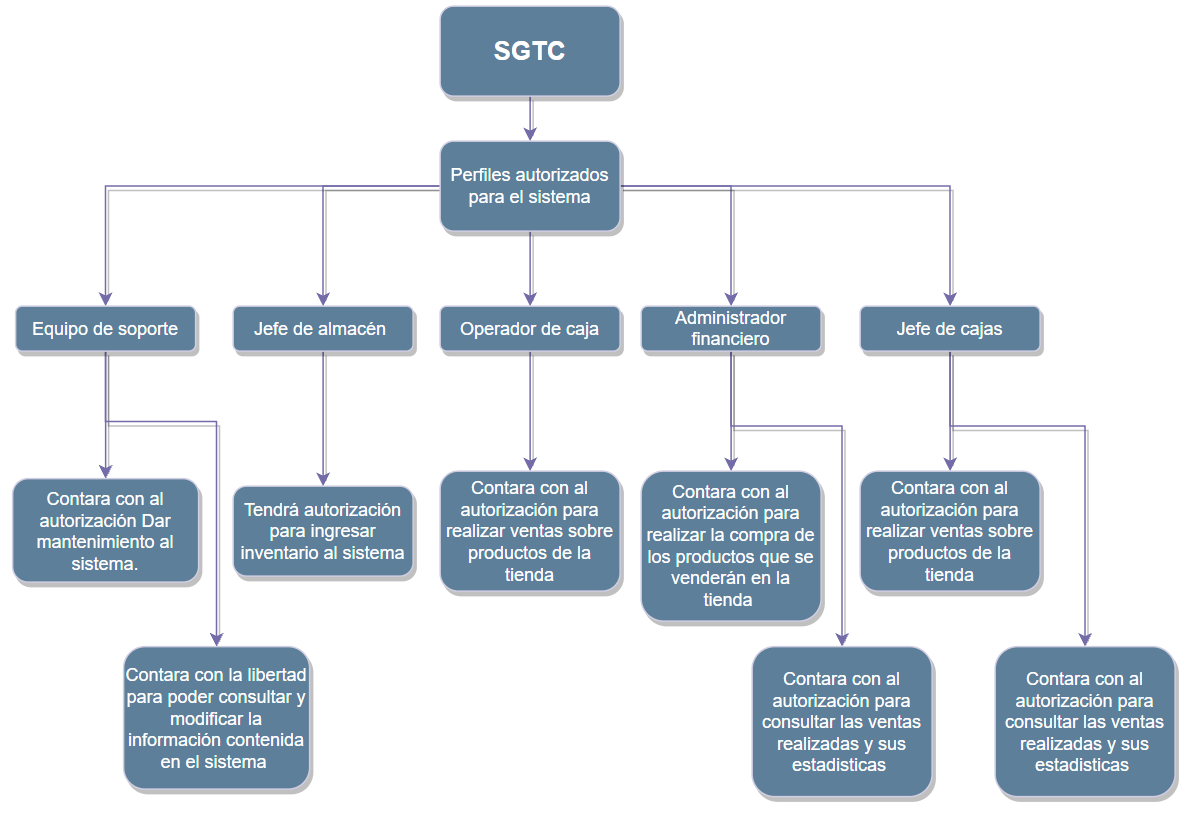 SGTC
Perfiles autorizados
para el sistema
Equipo de soporte
Jefe de almacén
Operador de caja
Administrador
financiero
Jefe de cajas
Contara con al
autorización Dar
mantenimiento al
sistema.
Tendrá autorización
para ingresar
inventario al sistema
Contara con al
autorización para
realizar ventas sobre
productos de la
tienda
Contara con al
autorización para
realizar la compra de
los productos que se
venderán en la
tienda
Contara con al
autorización para
realizar ventas sobre
productos de la
tienda
Contara con la libertad
para poder consultar y
modificar la
información contenida
en el sistema
Contara con al
autorización para
consultar las ventas
realizadas y sus
estadisticas
Contara con al
autorización para
consultar las ventas
realizadas y sus
estadisticas